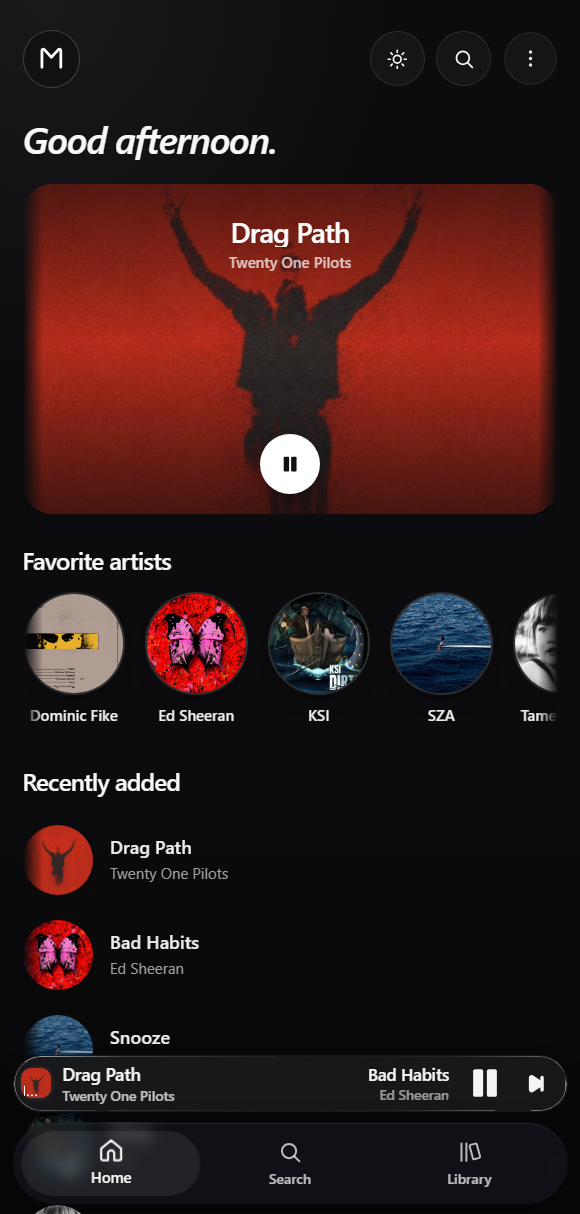 M
Good afternoon.
Drag Path
Twenty One Pilots
Favorite artists
Dominic Fike
Ed Sheeran
KSI
SZA
Tame
Recently added
Drag Path
Twenty One Pilots
Bad Habits
Ed Sheeran
Snooze
Drag Path
Twenty One Pilots
Bad Habits
Ed Sheeran
Home
Search
Library